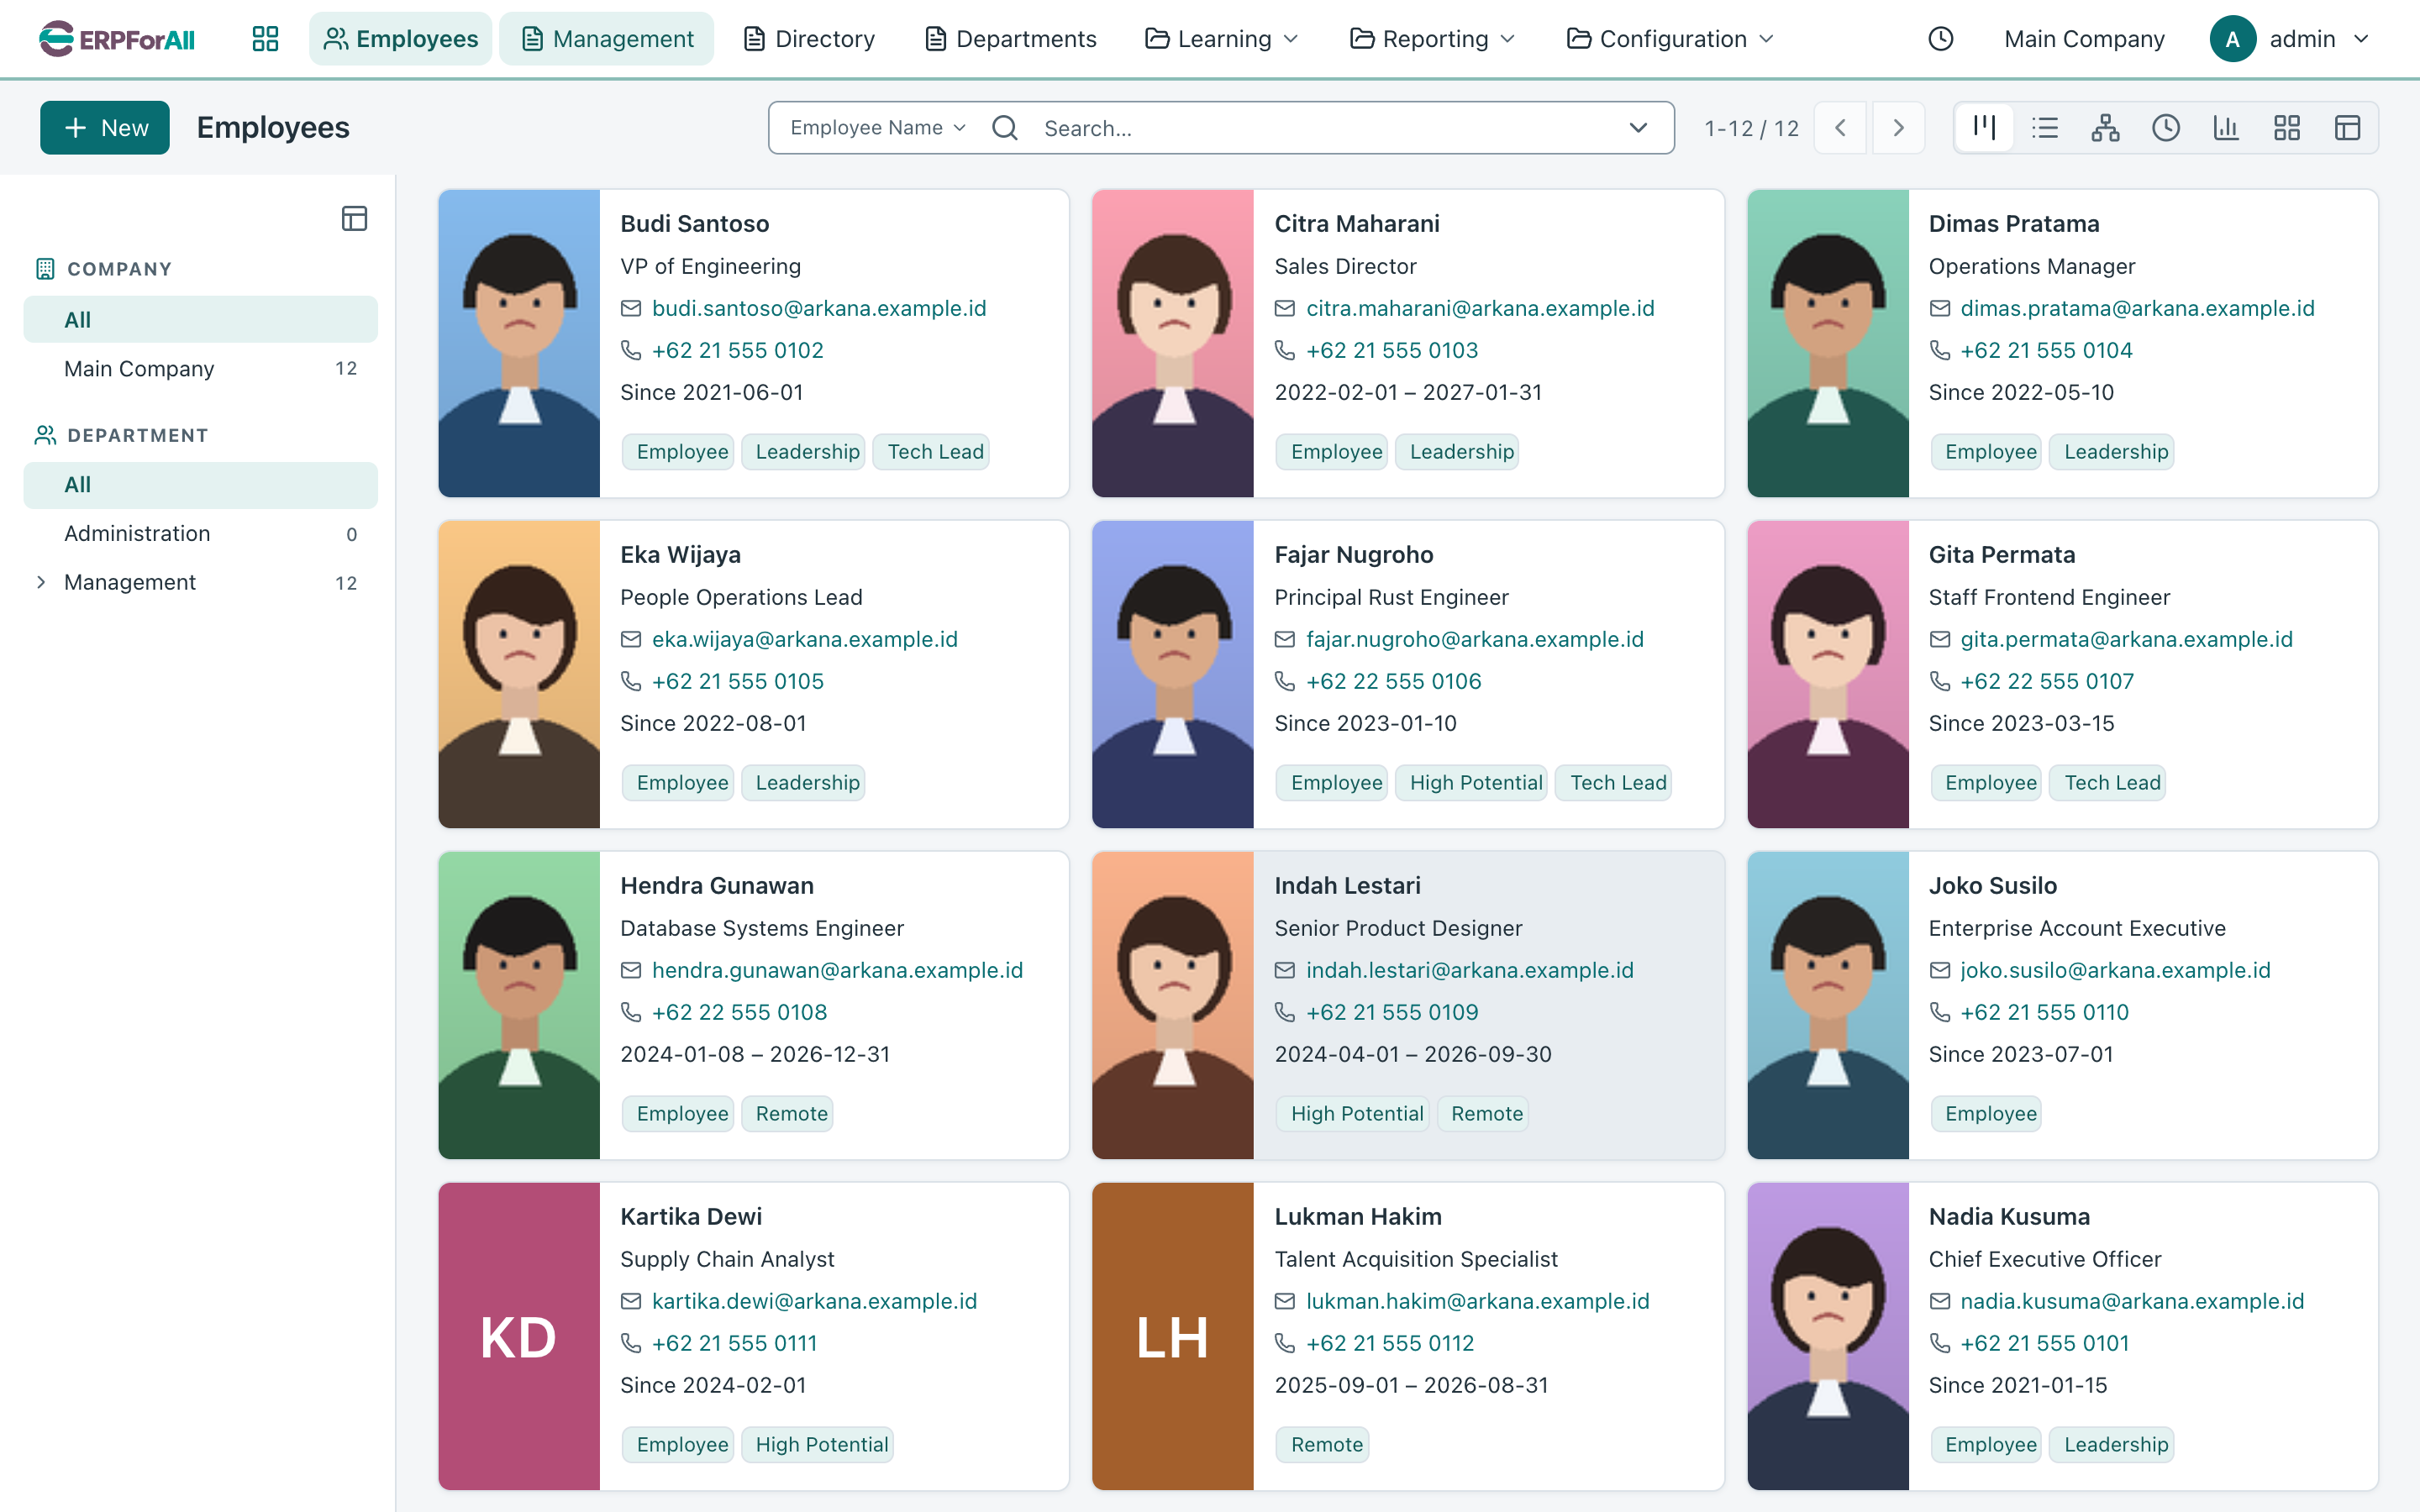 ERPForAll
Employees
Management
Directory
Departments
Learning
Reporting
Configuration
Main Company
A
admin
New
Employees
Employee Name
Search...
1-12 / 12
COMPANY
All
Main Company 12
DEPARTMENT
All
Administration 0
Management 12
Budi Santoso
VP of Engineering
budi.santoso@arkana.example.id
+62 21 555 0102
Since 2021-06-01
Employee Leadership Tech Lead
Citra Maharani
Sales Director
citra.maharani@arkana.example.id
+62 21 555 0103
2022-02-01 – 2027-01-31
Employee Leadership
Dimas Pratama
Operations Manager
dimas.pratama@arkana.example.id
+62 21 555 0104
Since 2022-05-10
Employee Leadership
Eka Wijaya
People Operations Lead
eka.wijaya@arkana.example.id
+62 21 555 0105
Since 2022-08-01
Employee Leadership
Fajar Nugroho
Principal Rust Engineer
fajar.nugroho@arkana.example.id
+62 22 555 0106
Since 2023-01-10
Employee High Potential Tech Lead
Gita Permata
Staff Frontend Engineer
gita.permata@arkana.example.id
+62 22 555 0107
Since 2023-03-15
Employee Tech Lead
Hendra Gunawan
Database Systems Engineer
hendra.gunawan@arkana.example.id
+62 22 555 0108
2024-01-08 – 2026-12-31
Employee Remote
Indah Lestari
Senior Product Designer
indah.lestari@arkana.example.id
+62 21 555 0109
2024-04-01 – 2026-09-30
High Potential Remote
Joko Susilo
Enterprise Account Executive
joko.susilo@arkana.example.id
+62 21 555 0110
Since 2023-07-01
Employee
KD
Kartika Dewi
Supply Chain Analyst
kartika.dewi@arkana.example.id
+62 21 555 0111
Since 2024-02-01
Employee High Potential
LH
Lukman Hakim
Talent Acquisition Specialist
lukman.hakim@arkana.example.id
+62 21 555 0112
2025-09-01 – 2026-08-31
Remote
Nadia Kusuma
Chief Executive Officer
nadia.kusuma@arkana.example.id
+62 21 555 0101
Since 2021-01-15
Employee Leadership